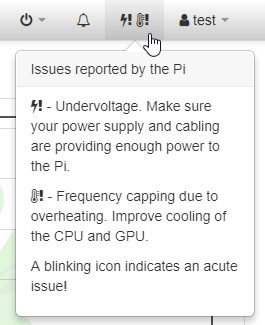 test
Issues reported by the Pi
- Undervoltage. Make sure
your power supply and cabling
are providing enough power to
the Pi.
- Frequency capping due to
overheating. Improve cooling of
the CPU and GPU.
A blinking icon indicates an acute
issue!